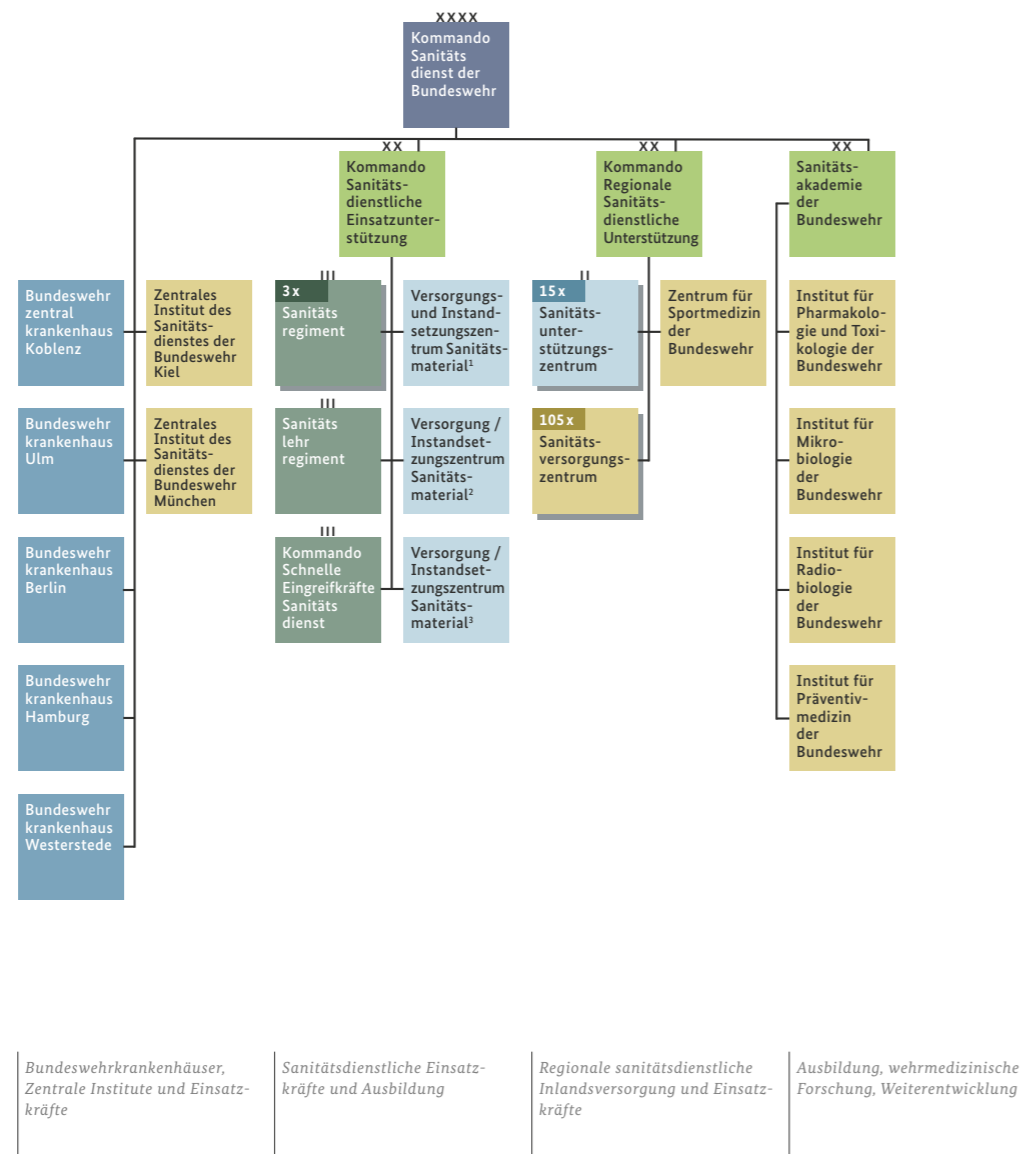 XXXX
Kommando
Sanitäts
dienst der
Bundeswehr
XX
Kommando
Sanitäts-
dienstliche
Einsatzunter-
stützung
XX
Kommando
Regionale
Sanitäts-
dienstliche
Unterstützung
XX
Sanitäts-
akademie
der
Bundeswehr
Bundeswehr
zentral
krankenhaus
Koblenz
Zentrales
Institut des
Sanitäts-
dienstes der
Bundeswehr
Kiel
III
3x
Sanitäts
regiment
Versorgungs-
und Instand-
setzungszen-
trum Sanitäts-
material¹
II
15x
Sanitäts-
unter-
stützungs-
zentrum
Zentrum für
Sportmedizin
der
Bundeswehr
Institut für
Pharmakolo-
gie und Toxi-
kologie der
Bundeswehr
Bundeswehr
krankenhaus
Ulm
Zentrales
Institut des
Sanitäts-
dienstes der
Bundeswehr
München
III
Sanitäts
lehr
regiment
Versorgung /
Instandset-
zungszentrum
Sanitäts-
material²
105x
Sanitäts-
versorgungs-
zentrum
Institut für
Mikro-
biologie
der
Bundeswehr
Bundeswehr
krankenhaus
Berlin
III
Kommando
Schnelle
Eingreifkräfte
Sanitäts
dienst
Versorgung /
Instandset-
zungszentrum
Sanitäts-
material³
Institut für
Radio-
biologie
der
Bundeswehr
Bundeswehr
krankenhaus
Hamburg
Institut für
Präventiv-
medizin
der
Bundeswehr
Bundeswehr
krankenhaus
Westerstede
Bundeswehrkrankenhäuser,
Zentrale Institute und Einsatz-
kräfte
Sanitätsdienstliche Einsatz-
kräfte und Ausbildung
Regionale sanitätsdienstliche
Inlandsversorgung und Einsatz-
kräfte
Ausbildung, wehrmedizinische
Forschung, Weiterentwicklung